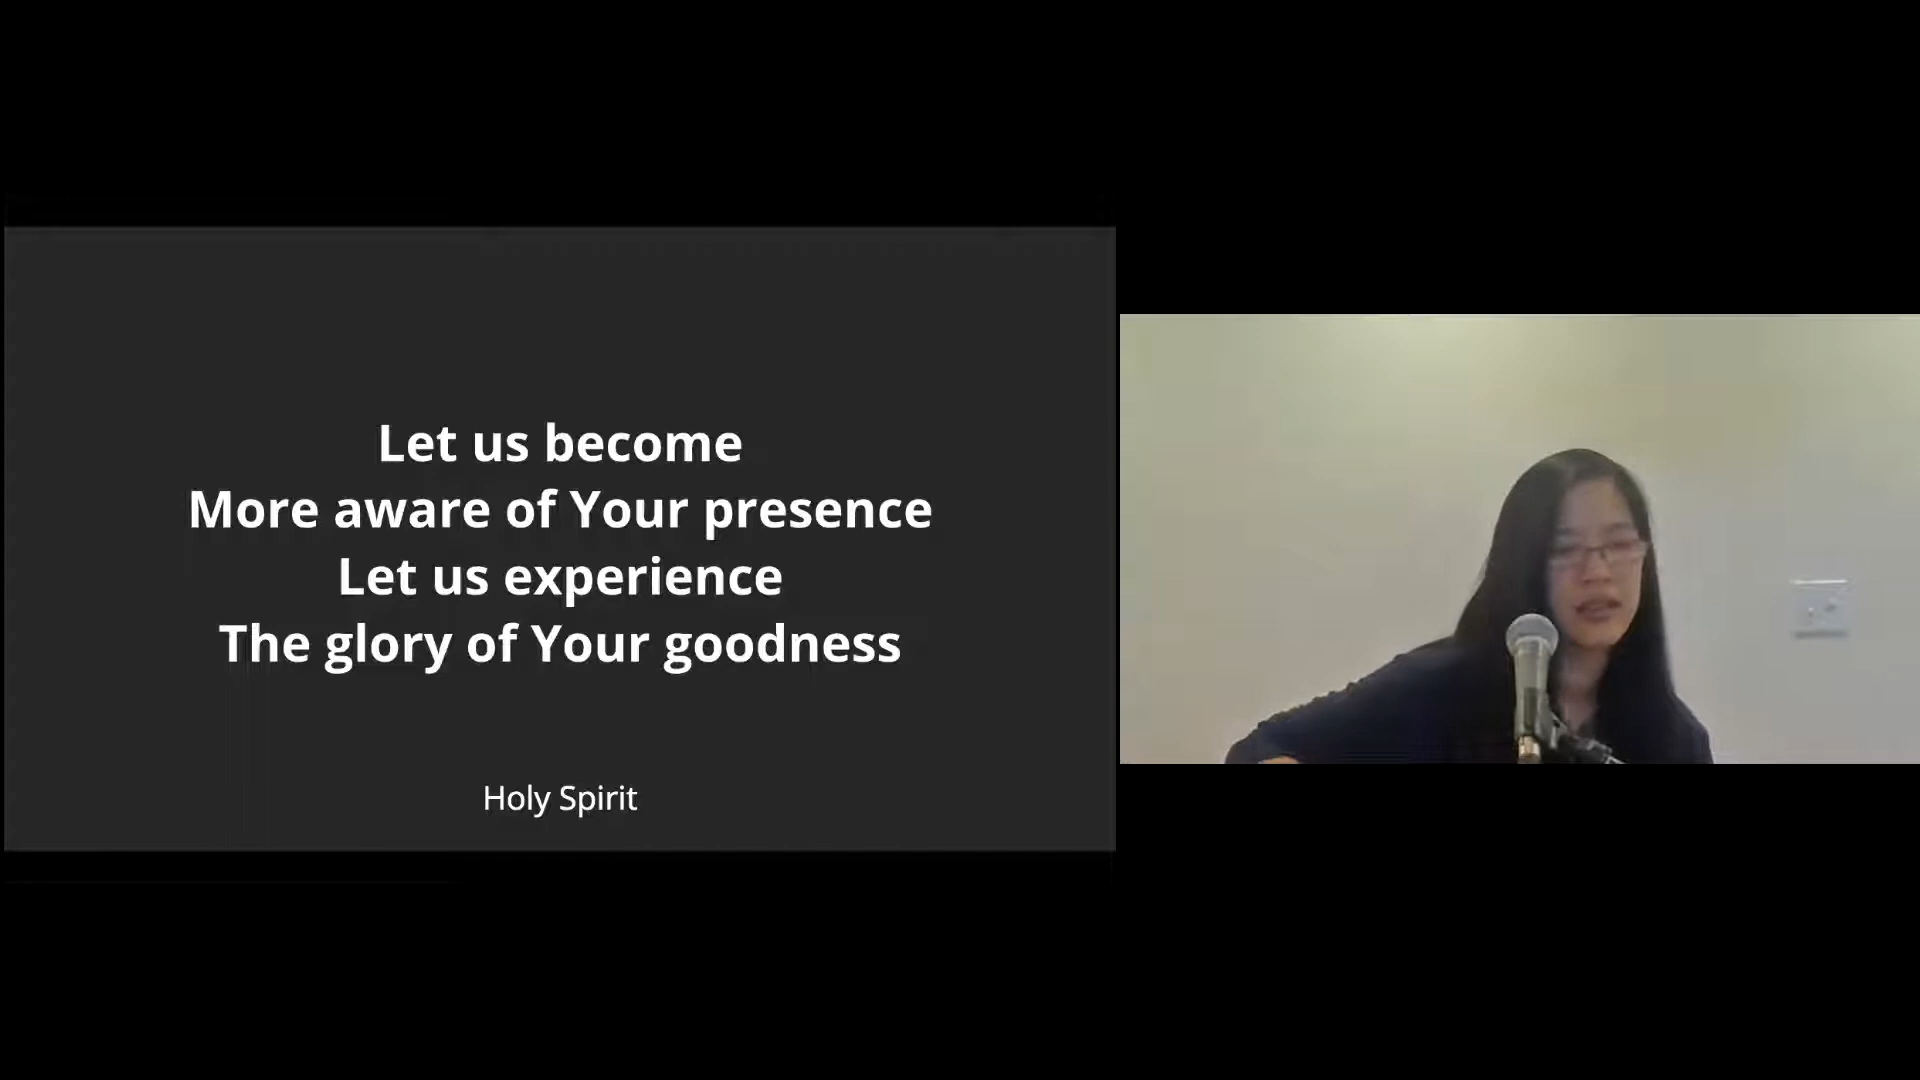 Let us become
More aware of Your presence
Let us experience
The glory of Your goodness
Holy Spirit